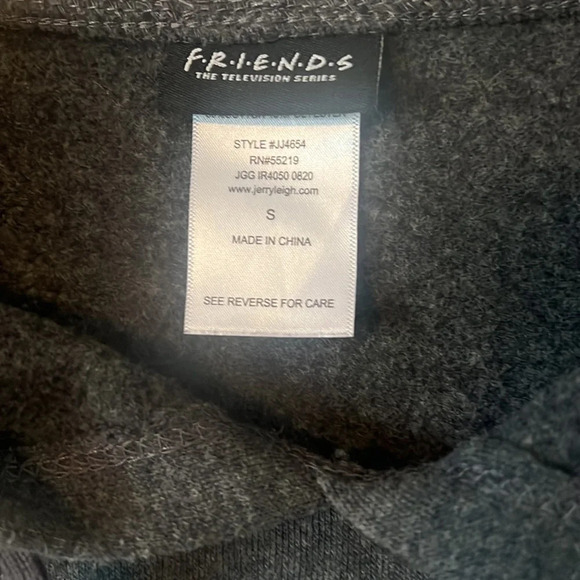 F·R·I·E·N·D·S
THE TELEVISION SERIES
STYLE #JJ4654
RN#55219
JGG IR4050 0820
www.jerryleigh.com
S
MADE IN CHINA
SEE REVERSE FOR CARE